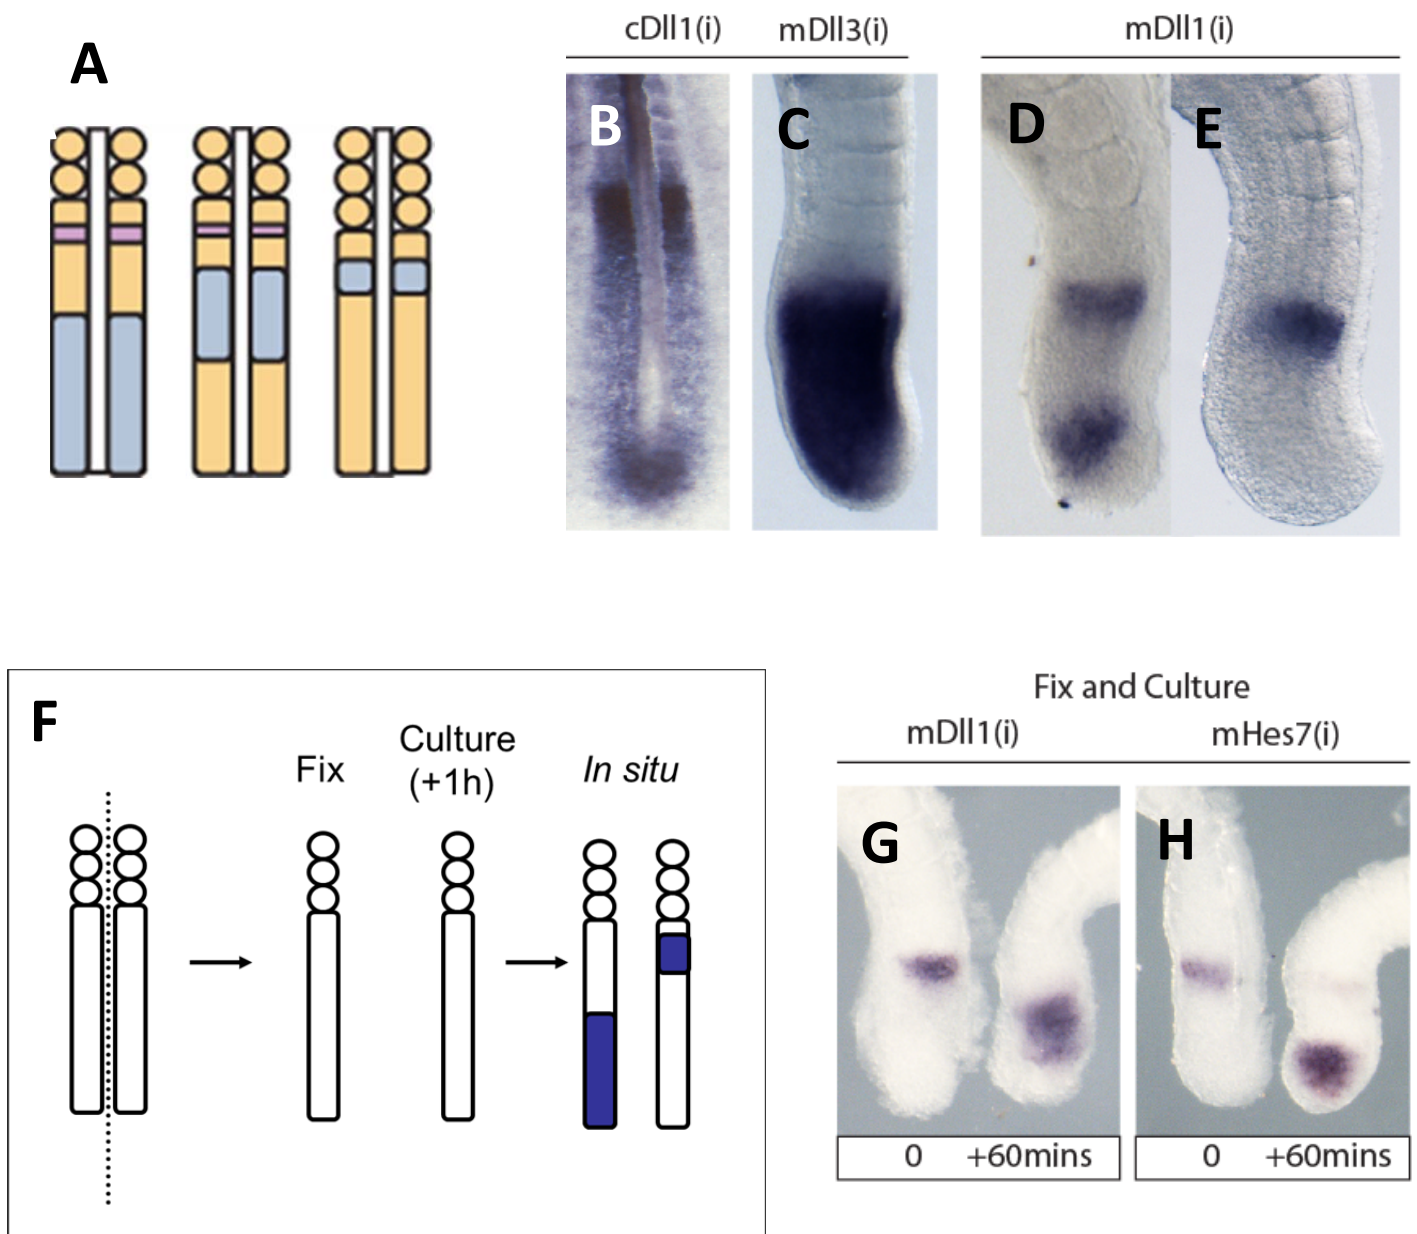 cDll1(i) mDll3(i) mDll1(i)
A
B C D E
Fix and Culture
mDll1(i) mHes7(i)
F
Fix Culture (+1h) In situ
G H
0 +60mins 0 +60mins